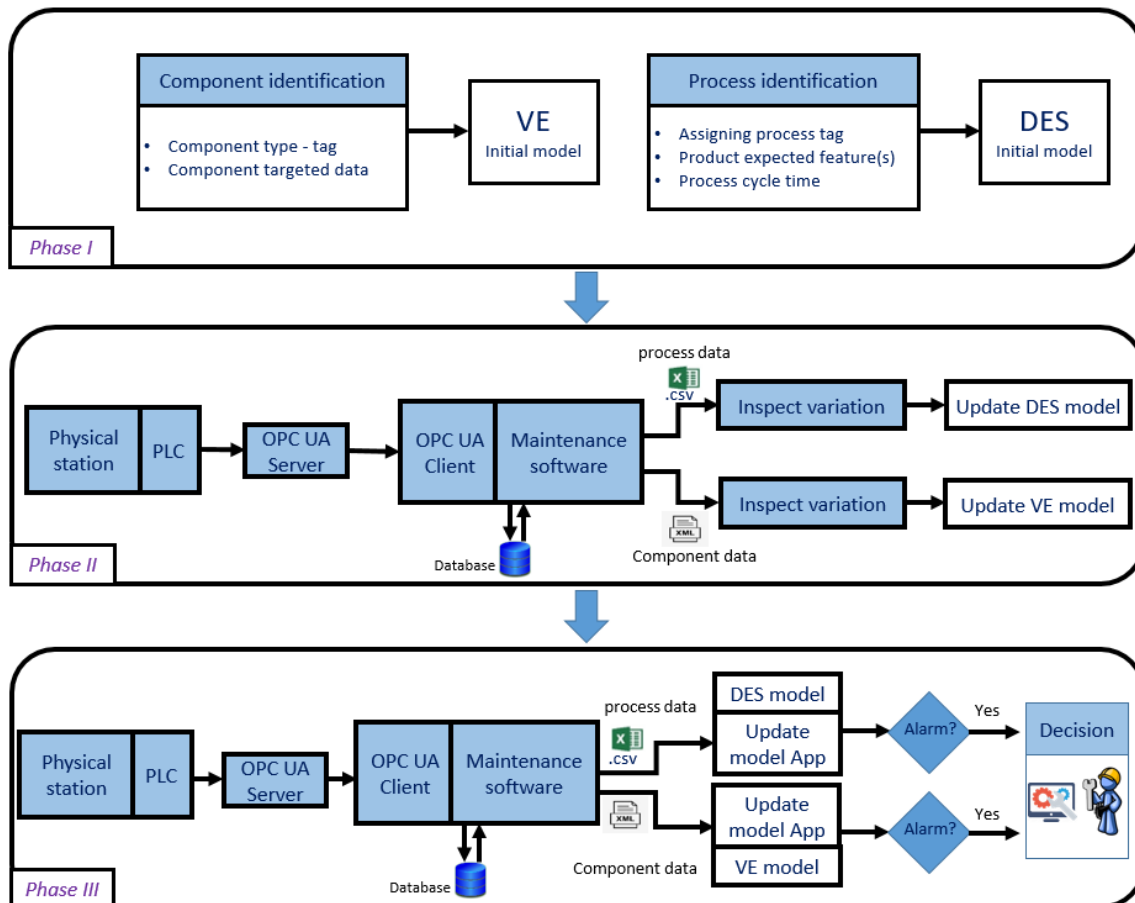 Component identification
• Component type - tag
• Component targeted data
VE
Initial model
Process identification
• Assigning process tag
• Product expected feature(s)
• Process cycle time
DES
Initial model
Phase I
Physical
station
PLC
OPC UA
Server
OPC UA
Client
Maintenance
software
Database
process data
.csv
Inspect variation
Update DES model
XML
Component data
Inspect variation
Update VE model
Phase II
Physical
station
PLC
OPC UA
Server
OPC UA
Client
Maintenance
software
Database
process data
.csv
DES model
Update
model App
Alarm?
Yes
XML
Component data
Update
model App
VE model
Alarm?
Yes
Decision
Phase III